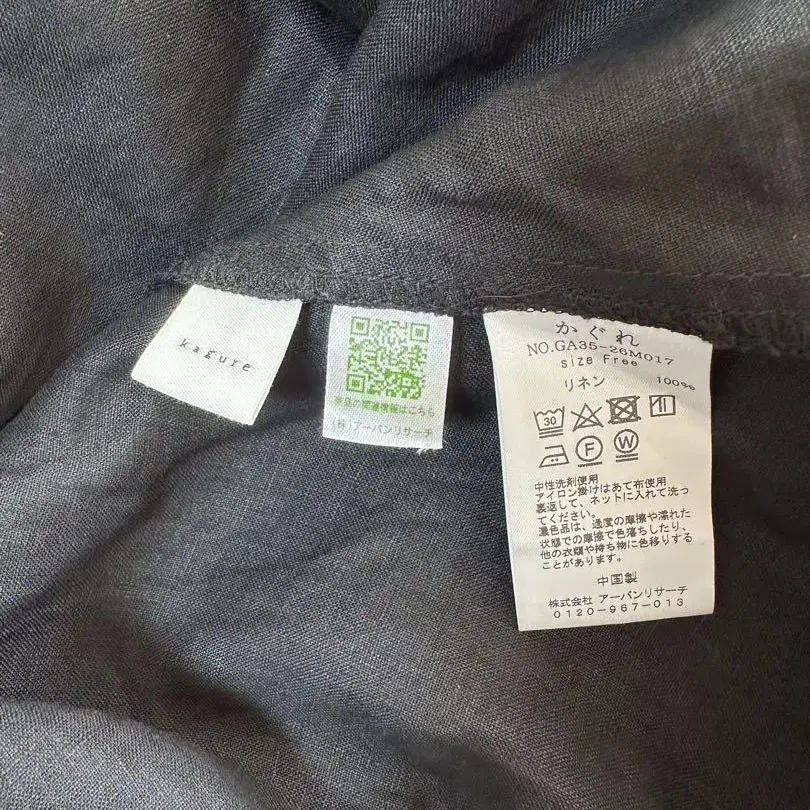 kagure
商品の関連情報はこちら
(株)アーバンリサーチ
かぐれ
NO.GA35-26M017
size Free
リネン 100%
30
F
W
中性洗剤使用
アイロン掛けはあて布使用
裏返して、ネットに入れて洗っ
てください。
濃色品は、過度の摩擦や濡れた
状態での摩擦で色落ちしたり、
他の衣類や持ち物に色移りする
ことがあります。
中国製
株式会社 アーバンリサーチ
0120-967-013